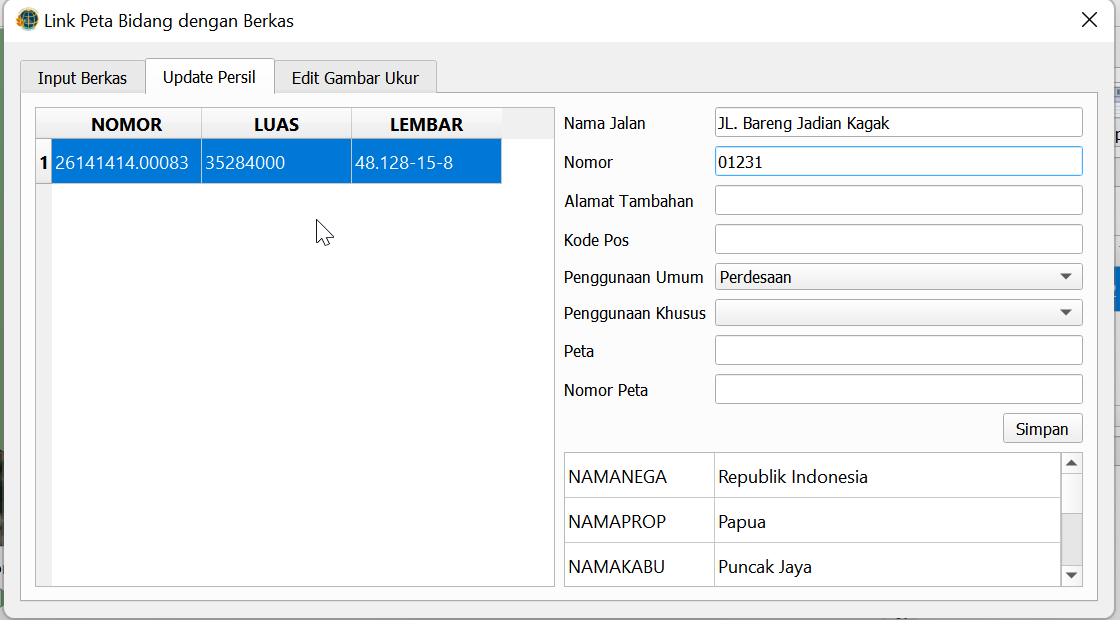 Link Peta Bidang dengan Berkas
Input Berkas Update Persil Edit Gambar Ukur
NOMOR LUAS LEMBAR
1 26141414.00083 35284000 48.128-15-8
Nama Jalan JL. Bareng Jadian Kagak
Nomor 01231
Alamat Tambahan
Kode Pos
Penggunaan Umum Perdesaan
Penggunaan Khusus
Peta
Nomor Peta
Simpan
NAMANEGA Republik Indonesia
NAMAPROP Papua
NAMAKABU Puncak Jaya